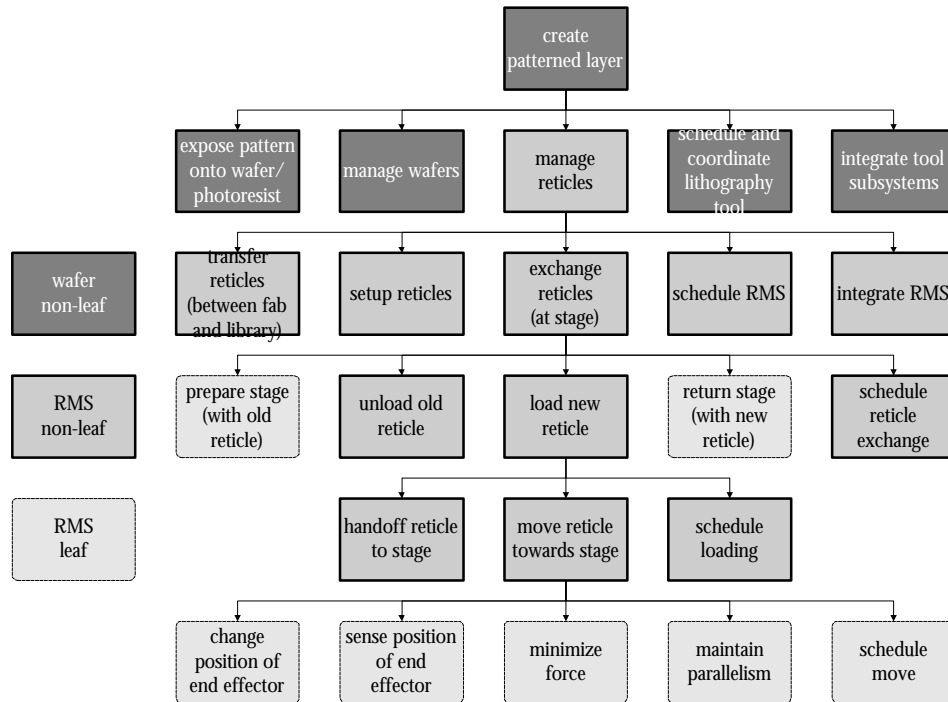 create
patterned layer
expose pattern
onto wafer/
photoresist
manage wafers
manage
reticles
schedule and
coordinate
lithography
tool
integrate tool
subsystems
wafer
non-leaf
transfer
reticles
(between fab
and library)
setup reticles
exchange
reticles
(at stage)
schedule RMS
integrate RMS
RMS
non-leaf
prepare stage
(with old
reticle)
unload old
reticle
load new
reticle
return stage
(with new
reticle)
schedule
reticle
exchange
RMS
leaf
handoff reticle
to stage
move reticle
towards stage
schedule
loading
change
position of
end effector
sense position
of end
effector
minimize
force
maintain
parallelism
schedule
move